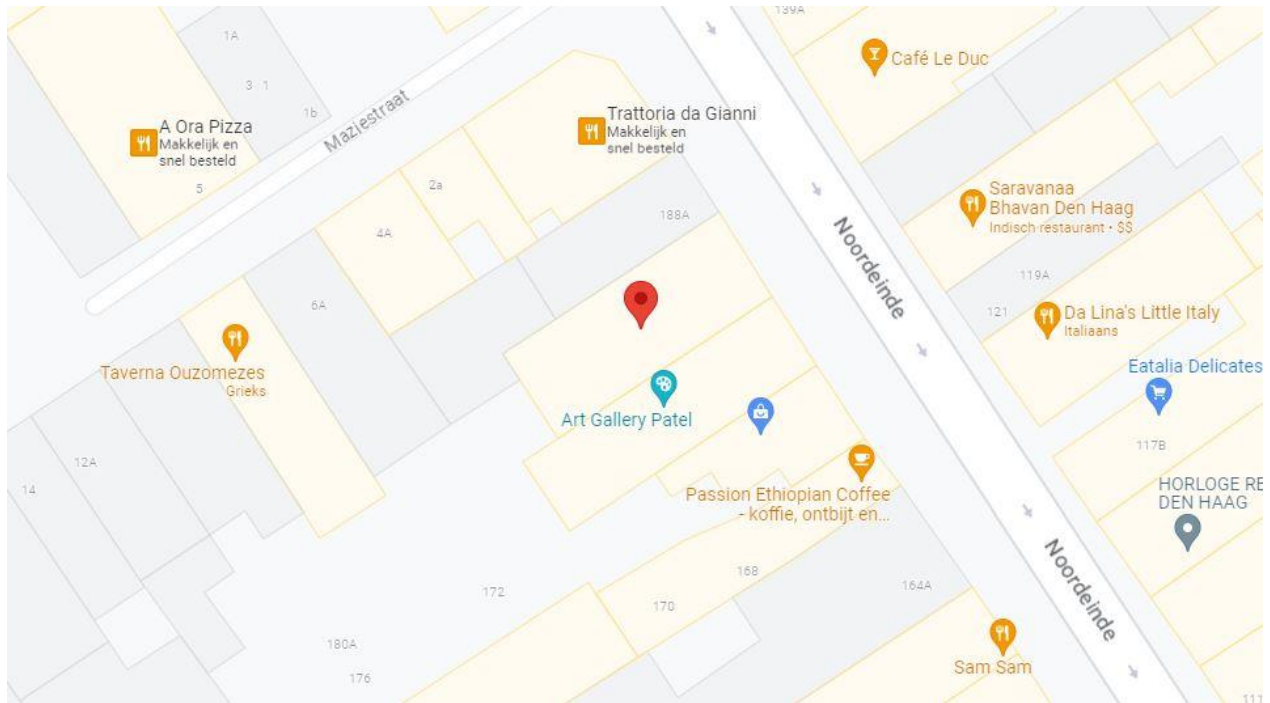 139A
1A
Café Le Duc
3 1
1b
Maziestraat
A Ora Pizza
Makkelijk en
snel besteld
5
Trattoria da Gianni
Makkelijk en
snel besteld
2a
4A
188A
Noordeinde
Saravanaa
Bhavan Den Haag
Indisch restaurant • $$
119A
121
Da Lina's Little Italy
Italiaans
6A
Taverna Ouzomezes
Grieks
Art Gallery Patel
Eatalia Delicates
117B
12A
14
Passion Ethiopian Coffee
- koffie, ontbijt en...
HORLOGE RE
DEN HAAG
Noordeinde
168
164A
172
170
180A
176
Sam Sam